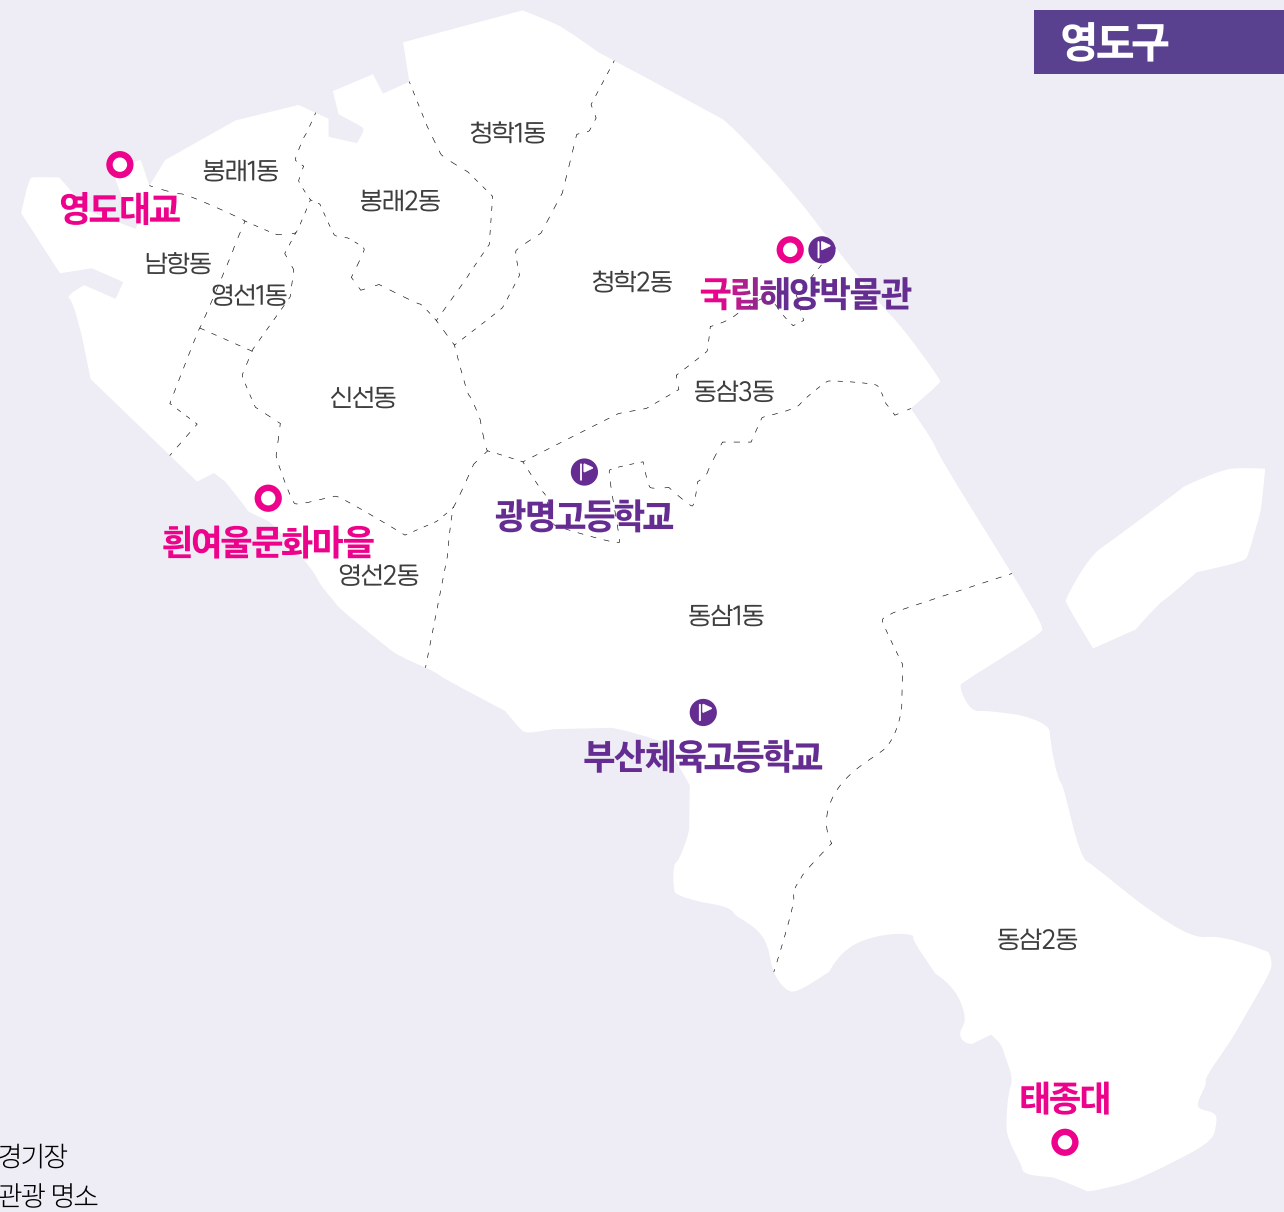 영도구
청학1동
봉래1동
봉래2동
영도대교
남항동
영선1동
청학2동
국립해양박물관
신선동
동삼3동
광명고등학교
흰여울문화마을
영선2동
동삼1동
부산체육고등학교
동삼2동
태종대
경기장
관광 명소